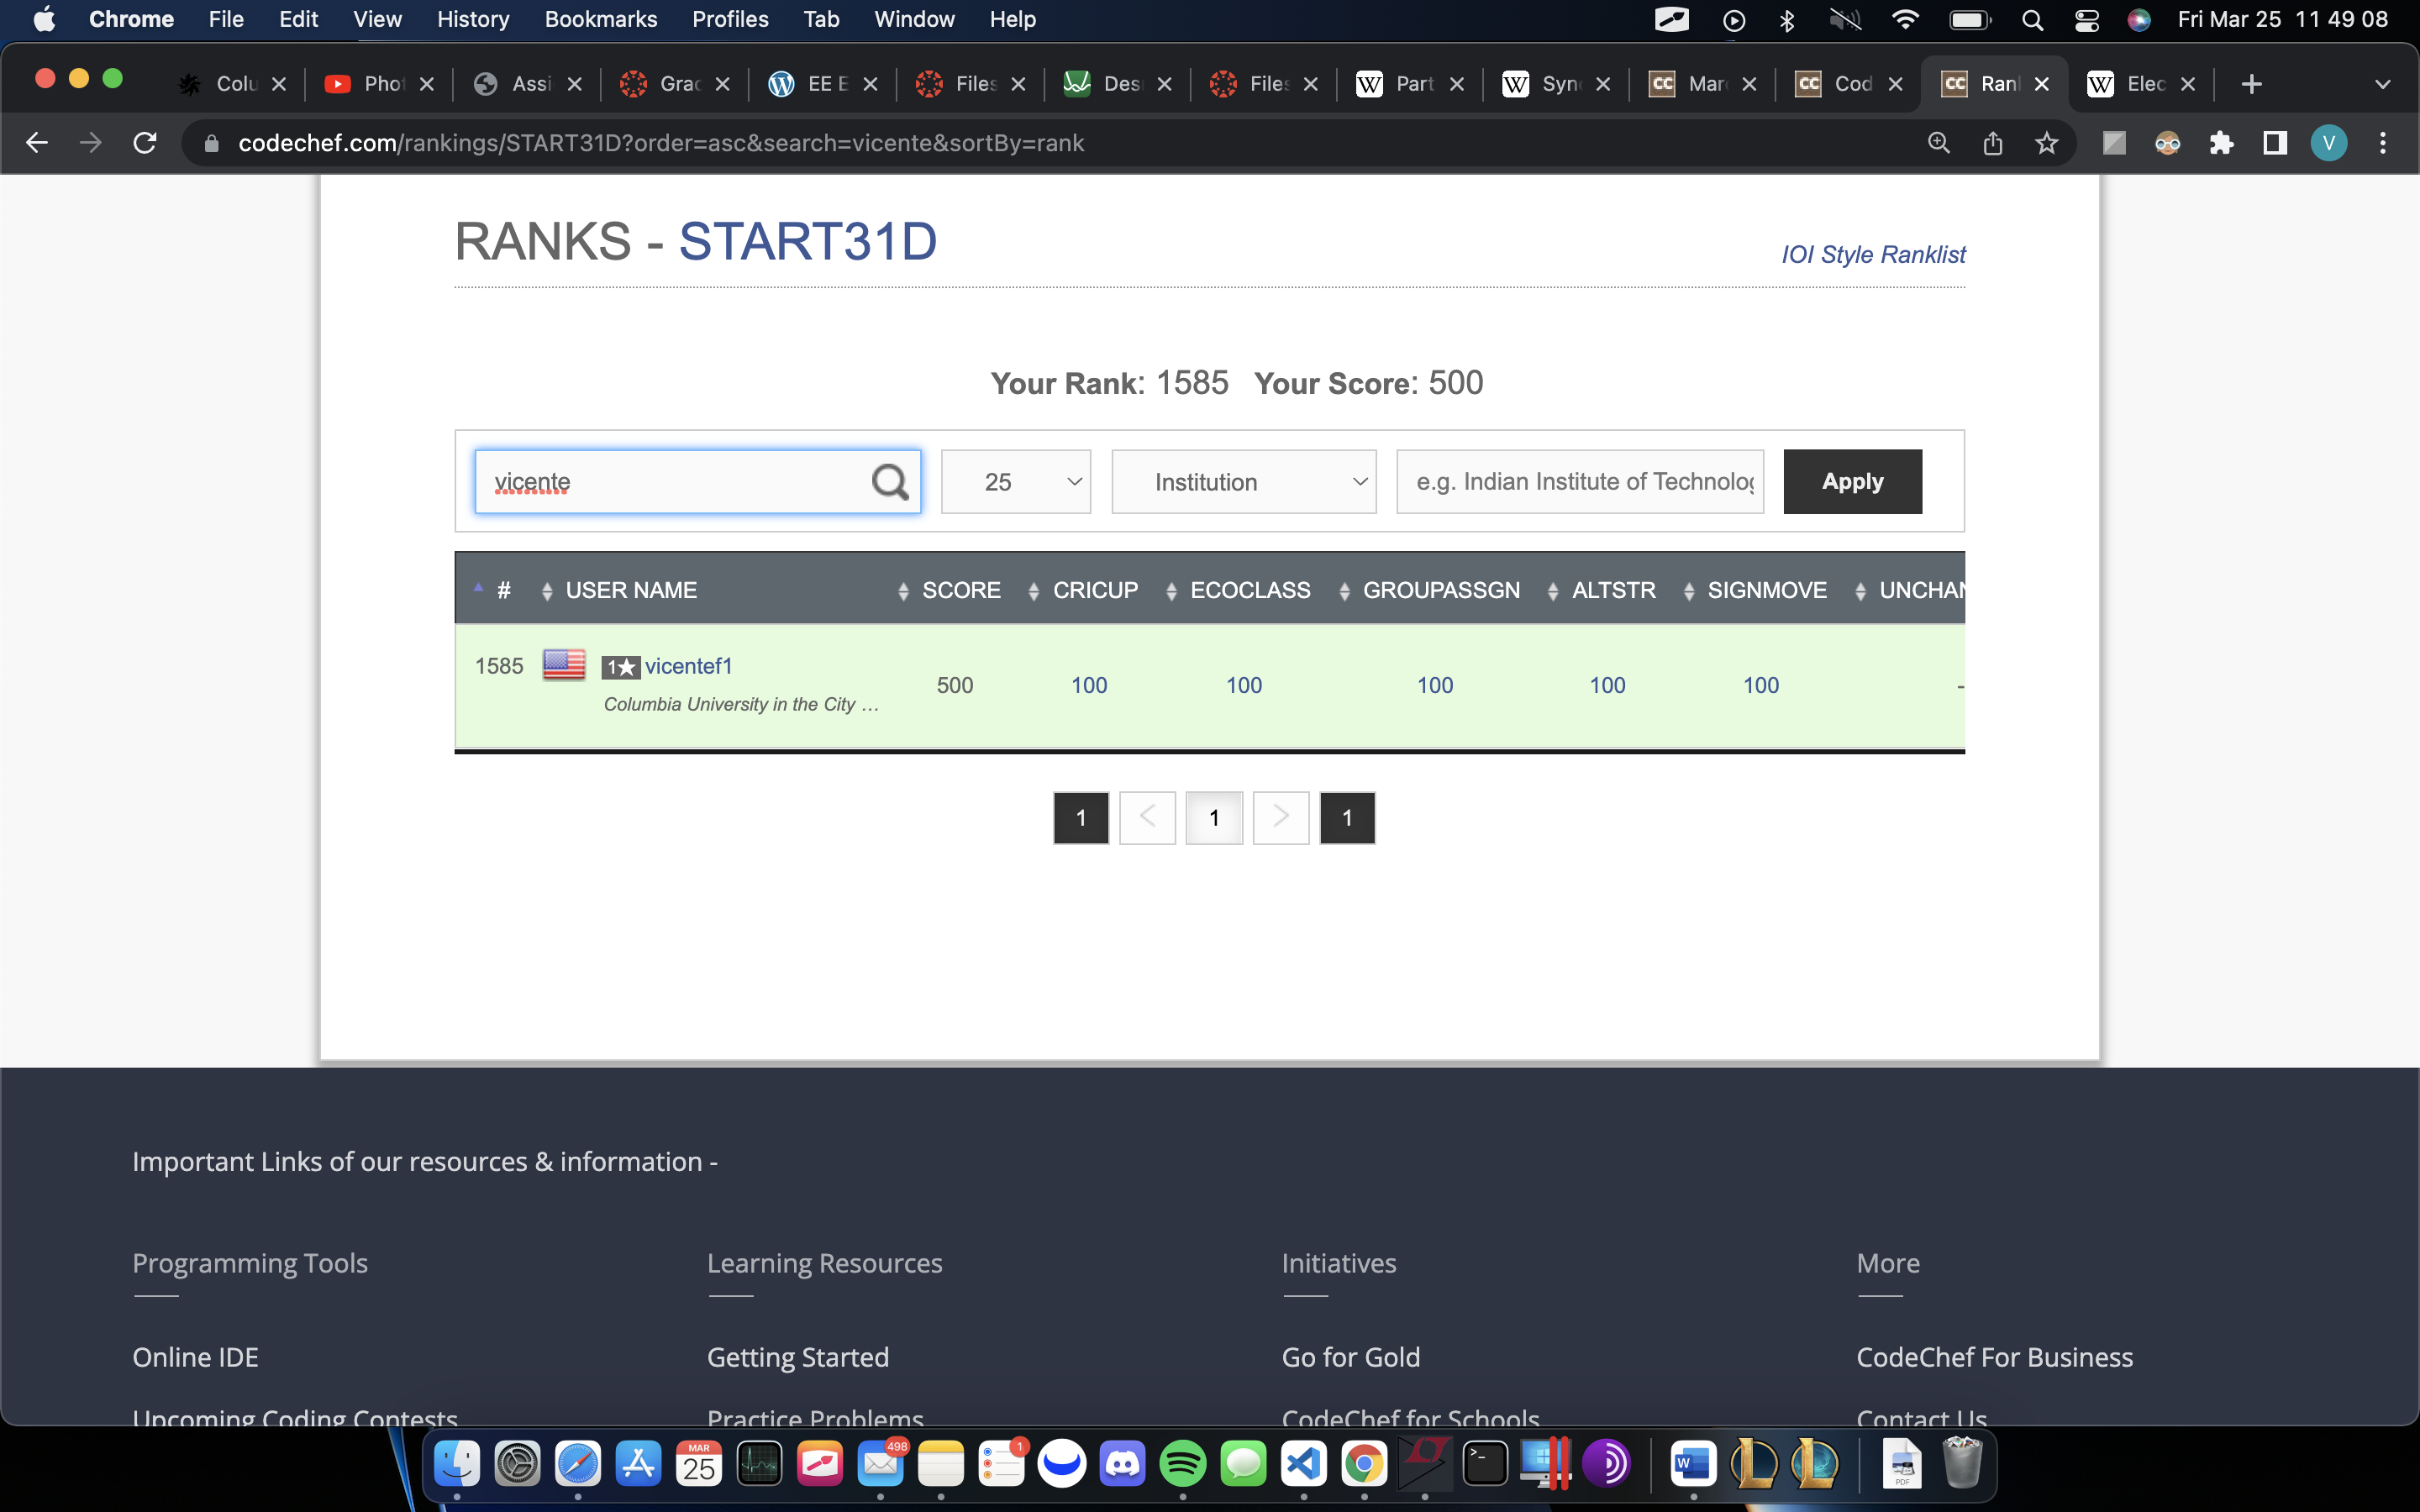 Chrome File Edit View History Bookmarks Profiles Tab Window Help Fri Mar 25 11 49 08
Colu Phot Assi Grac EE E Files Des Files Part Syn Mar Cod Ran Elec
codechef.com/rankings/START31D?order=asc&search=vicente&sortBy=rank V
RANKS - START31D
IOI Style Ranklist
Your Rank: 1585 Your Score: 500
vicente 25 Institution e.g. Indian Institute of Technolog Apply
# USER NAME SCORE CRICUP ECOCLASS GROUPASSGN ALTSTR SIGNMOVE UNCHAN
1585 1★ vicentef1 500 100 100 100 100 100 -
Columbia University in the City ...
1 < 1 > 1
Important Links of our resources & information -
Programming Tools Learning Resources Initiatives More
Online IDE Getting Started Go for Gold CodeChef For Business
Upcoming Coding Contests Practice Problems CodeChef for Schools Contact Us
MAR
25
498
1
W
PDF